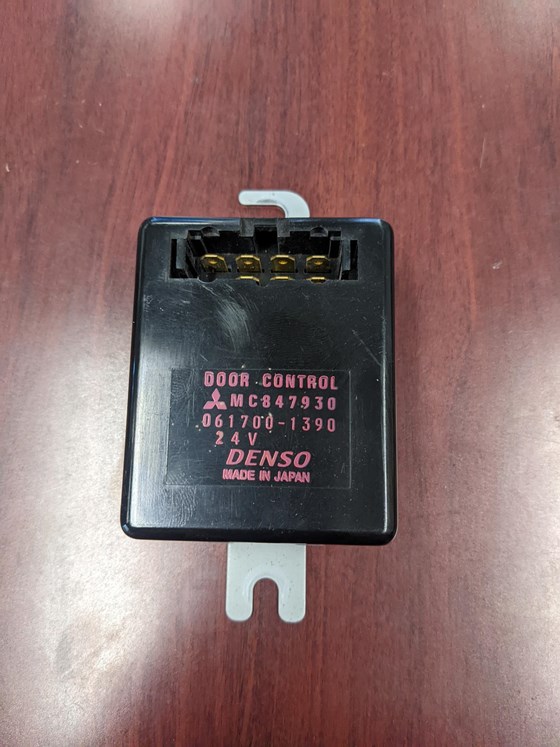 DOOR CONTROL
MC847930
061700-1390
24V
DENSO
MADE IN JAPAN